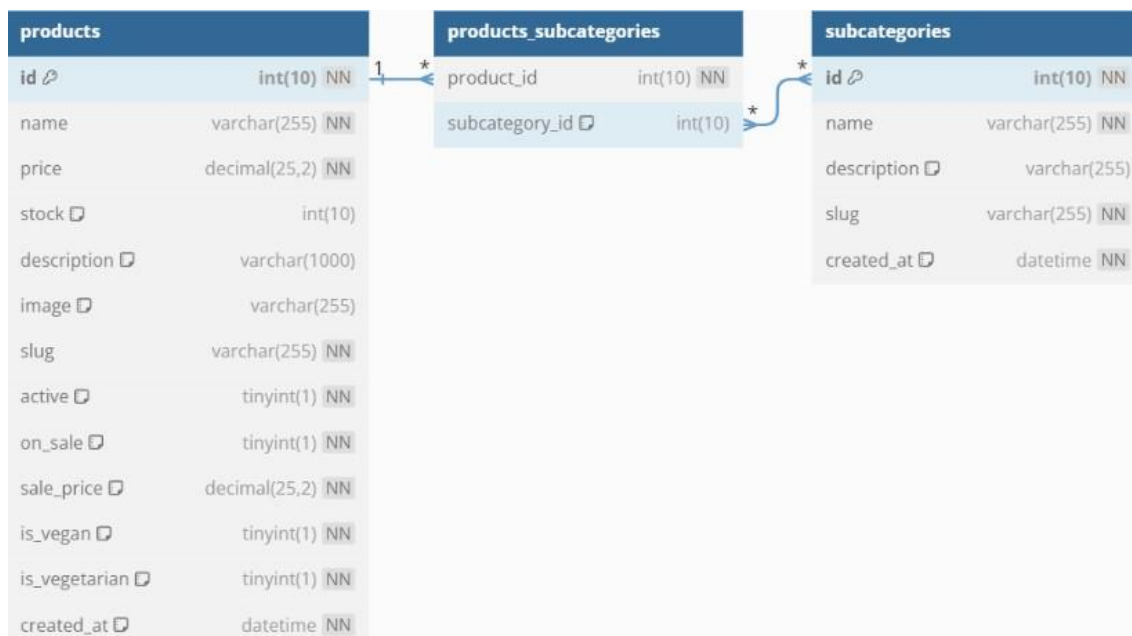 products
id int(10) NN
name varchar(255) NN
price decimal(25,2) NN
stock int(10)
description varchar(1000)
image varchar(255)
slug varchar(255) NN
active tinyint(1) NN
on_sale tinyint(1) NN
sale_price decimal(25,2) NN
is_vegan tinyint(1) NN
is_vegetarian tinyint(1) NN
created_at datetime NN
1 *
products_subcategories
product_id int(10) NN
subcategory_id int(10)
* *
subcategories
id int(10) NN
name varchar(255) NN
description varchar(255)
slug varchar(255) NN
created_at datetime NN